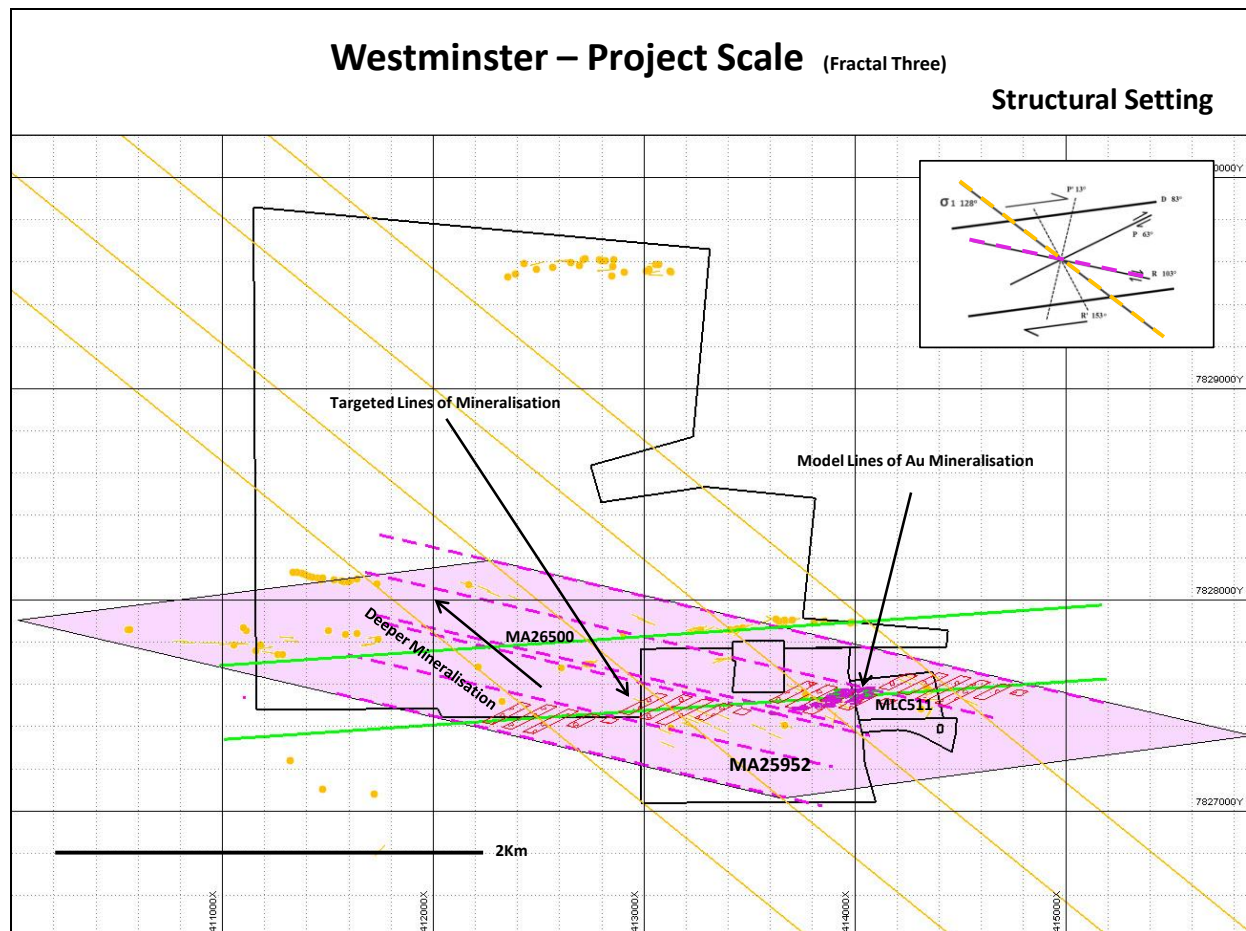 Westminster – Project Scale (Fractal Three)
Structural Setting
σ1 128°
P' 13°
D 83°
P 63°
R 103°
R' 153°
7829000Y
Targeted Lines of Mineralisation
Model Lines of Au Mineralisation
7828000Y
Deeper Mineralisation
MA26500
MLC511
MA25952
7827000Y
2Km
411000X
412000X
413000X
414000X
415000X